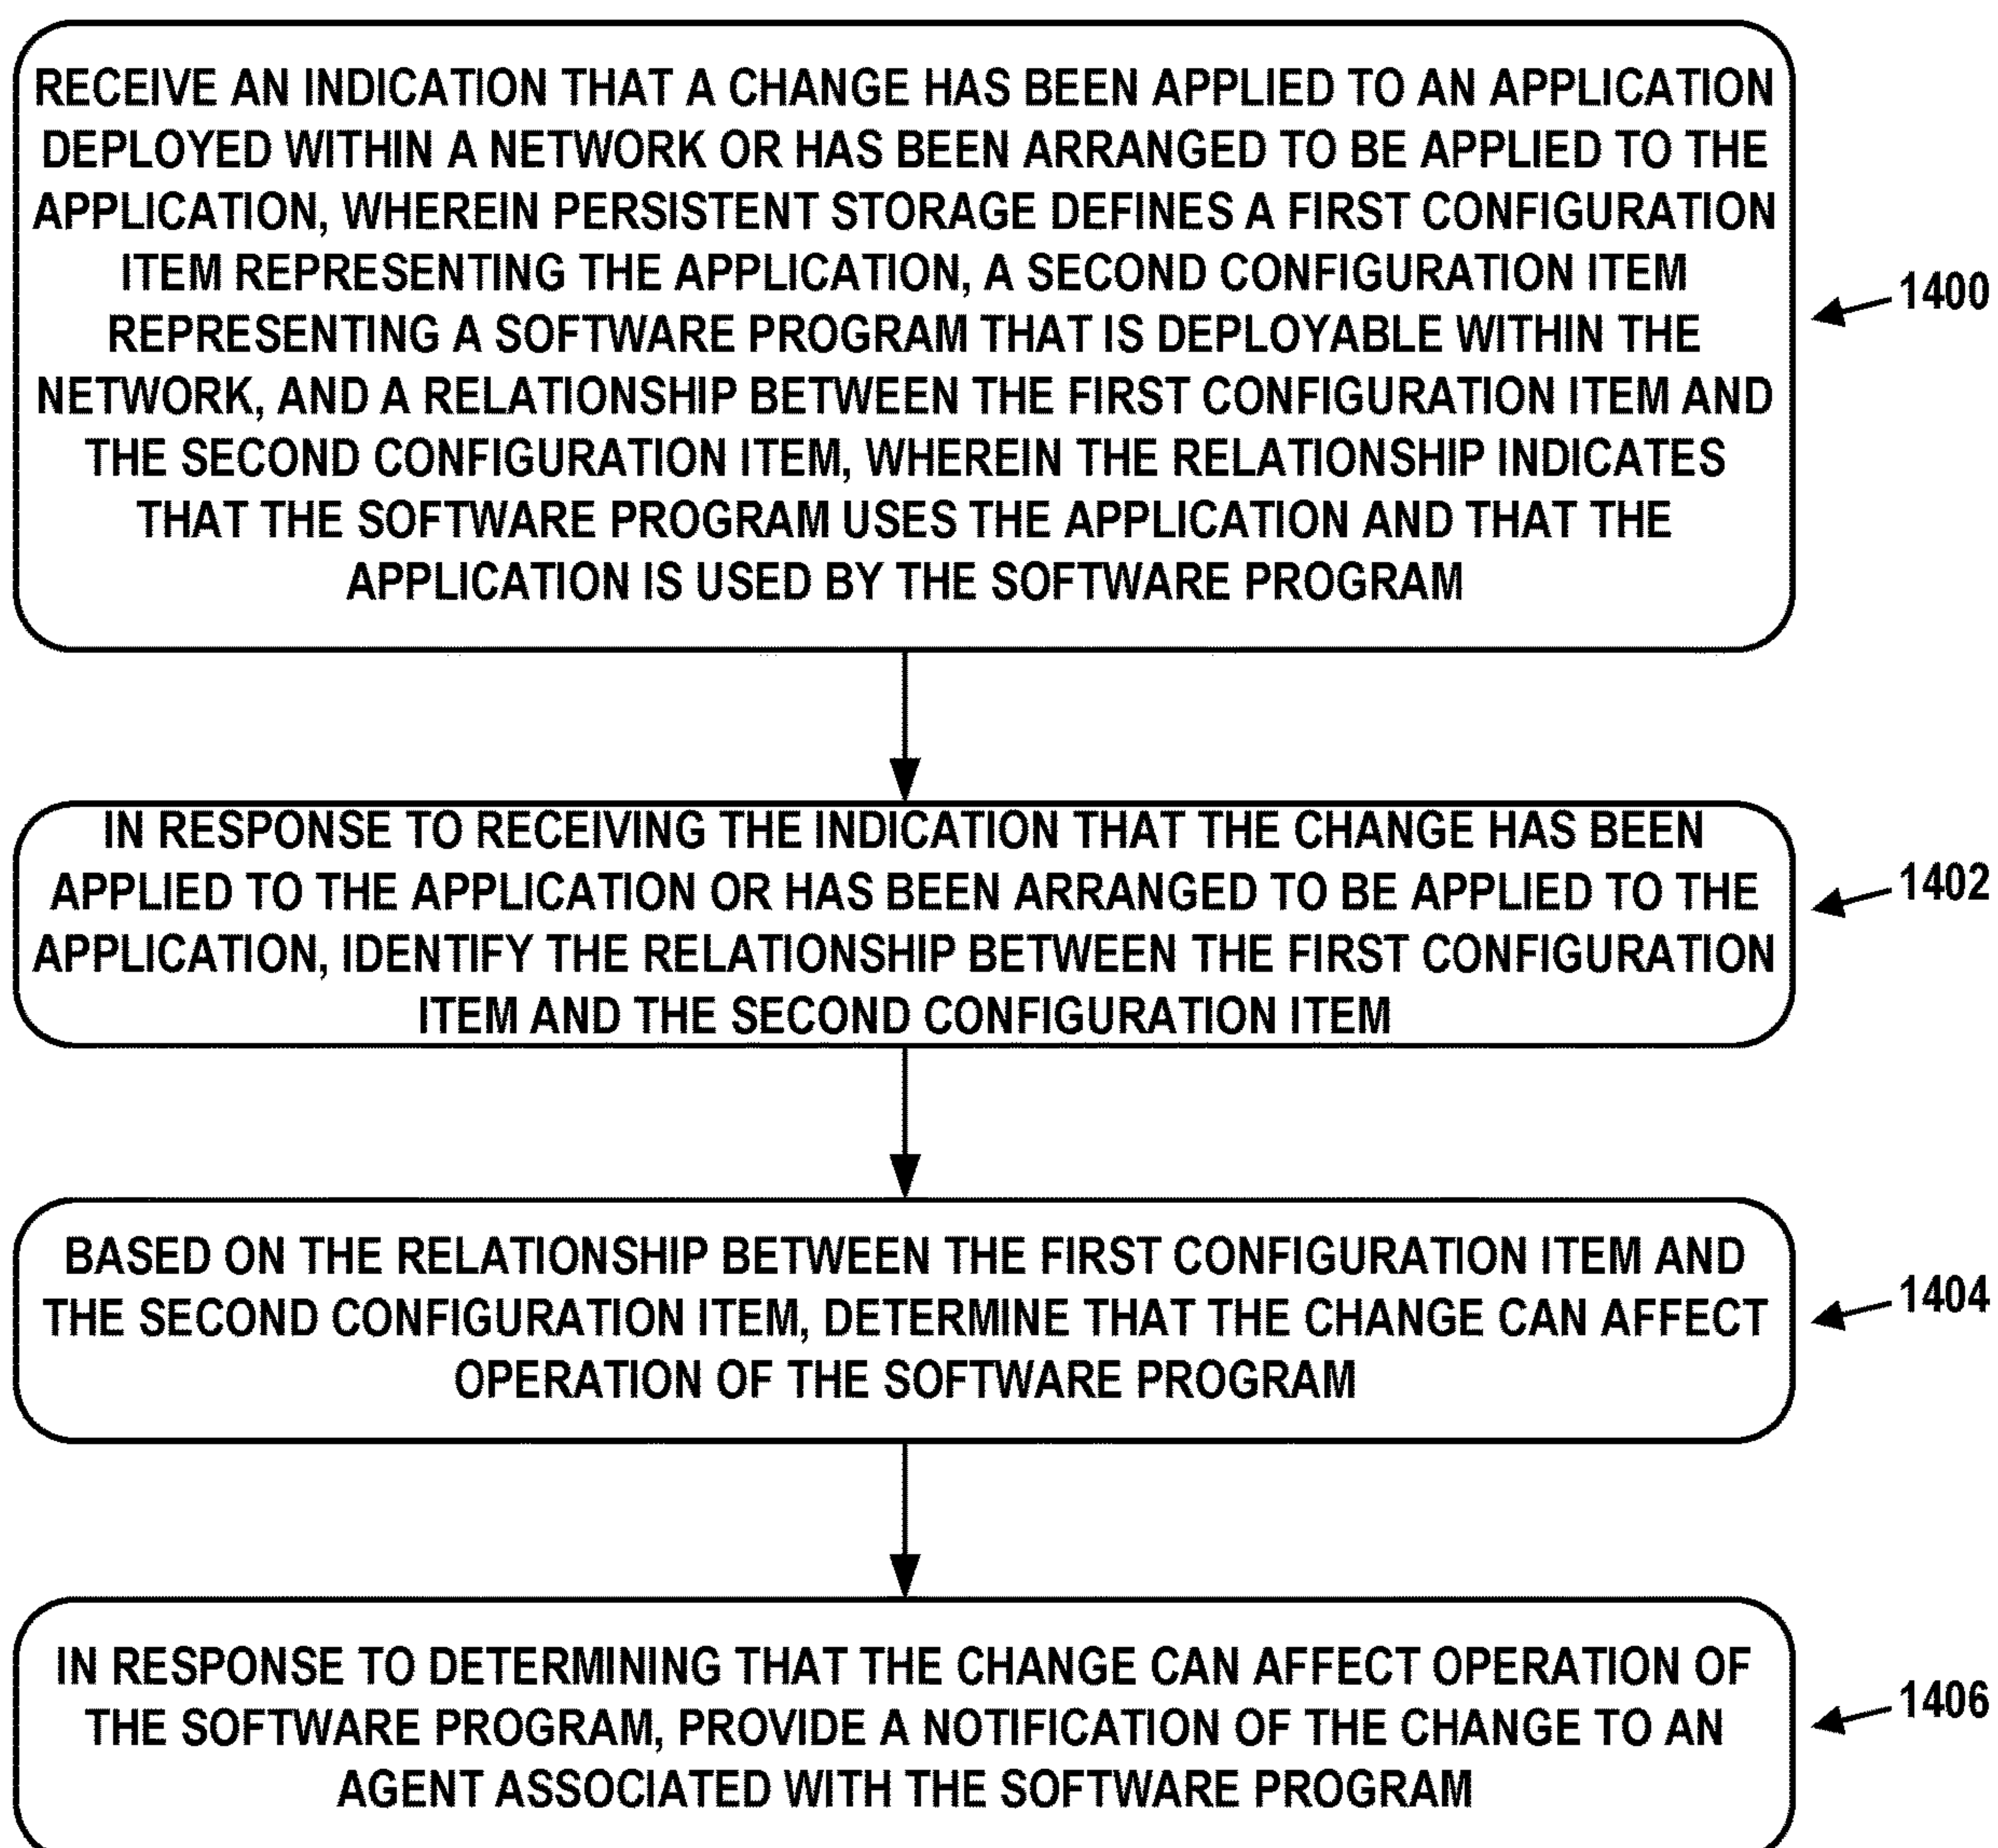 RECEIVE AN INDICATION THAT A CHANGE HAS BEEN APPLIED TO AN APPLICATION
DEPLOYED WITHIN A NETWORK OR HAS BEEN ARRANGED TO BE APPLIED TO THE
APPLICATION, WHEREIN PERSISTENT STORAGE DEFINES A FIRST CONFIGURATION
ITEM REPRESENTING THE APPLICATION, A SECOND CONFIGURATION ITEM
REPRESENTING A SOFTWARE PROGRAM THAT IS DEPLOYABLE WITHIN THE
NETWORK, AND A RELATIONSHIP BETWEEN THE FIRST CONFIGURATION ITEM AND
THE SECOND CONFIGURATION ITEM, WHEREIN THE RELATIONSHIP INDICATES
THAT THE SOFTWARE PROGRAM USES THE APPLICATION AND THAT THE
APPLICATION IS USED BY THE SOFTWARE PROGRAM
1400
IN RESPONSE TO RECEIVING THE INDICATION THAT THE CHANGE HAS BEEN
APPLIED TO THE APPLICATION OR HAS BEEN ARRANGED TO BE APPLIED TO THE
APPLICATION, IDENTIFY THE RELATIONSHIP BETWEEN THE FIRST CONFIGURATION
ITEM AND THE SECOND CONFIGURATION ITEM
1402
BASED ON THE RELATIONSHIP BETWEEN THE FIRST CONFIGURATION ITEM AND
THE SECOND CONFIGURATION ITEM, DETERMINE THAT THE CHANGE CAN AFFECT
OPERATION OF THE SOFTWARE PROGRAM
1404
IN RESPONSE TO DETERMINING THAT THE CHANGE CAN AFFECT OPERATION OF
THE SOFTWARE PROGRAM, PROVIDE A NOTIFICATION OF THE CHANGE TO AN
AGENT ASSOCIATED WITH THE SOFTWARE PROGRAM
1406